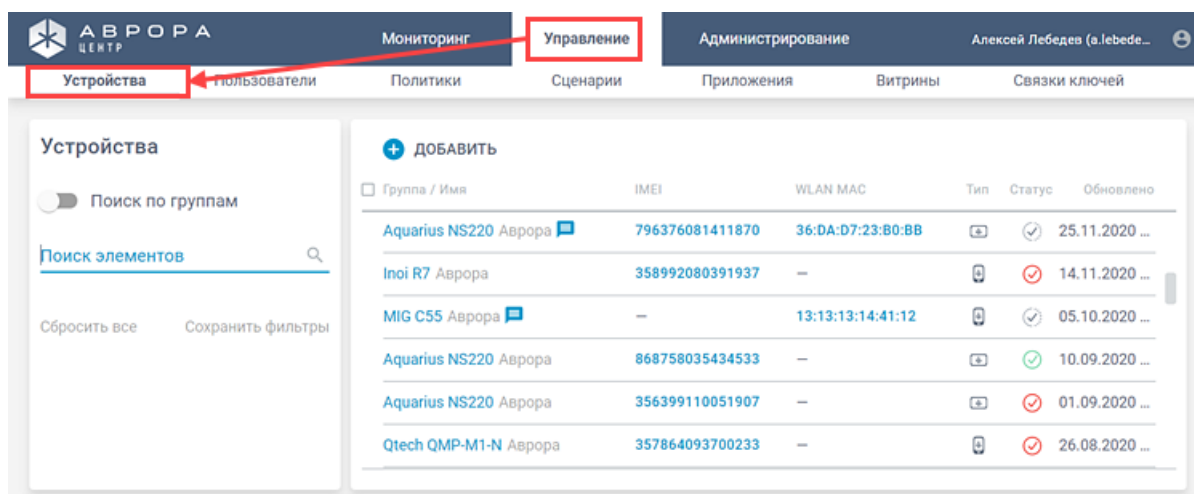 АВРОРА
ЦЕНТР
Мониторинг Управление Администрирование Алексей Лебедев (a.lebede...
Устройства Пользователи Политики Сценарии Приложения Витрины Связки ключей
Устройства
Поиск по группам
Поиск элементов
Сбросить все Сохранить фильтры
ДОБАВИТЬ
Группа / Имя IMEI WLAN MAC Тип Статус Обновлено
Aquarius NS220 Аврора 796376081411870 36:DA:D7:23:B0:BB 25.11.2020 ...
Inoi R7 Аврора 358992080391937 — 14.11.2020 ...
MIG C55 Аврора — 13:13:13:14:41:12 05.10.2020 ...
Aquarius NS220 Аврора 868758035434533 — 10.09.2020 ...
Aquarius NS220 Аврора 356399110051907 — 01.09.2020 ...
Qtech QMP-M1-N Аврора 357864093700233 — 26.08.2020 ...